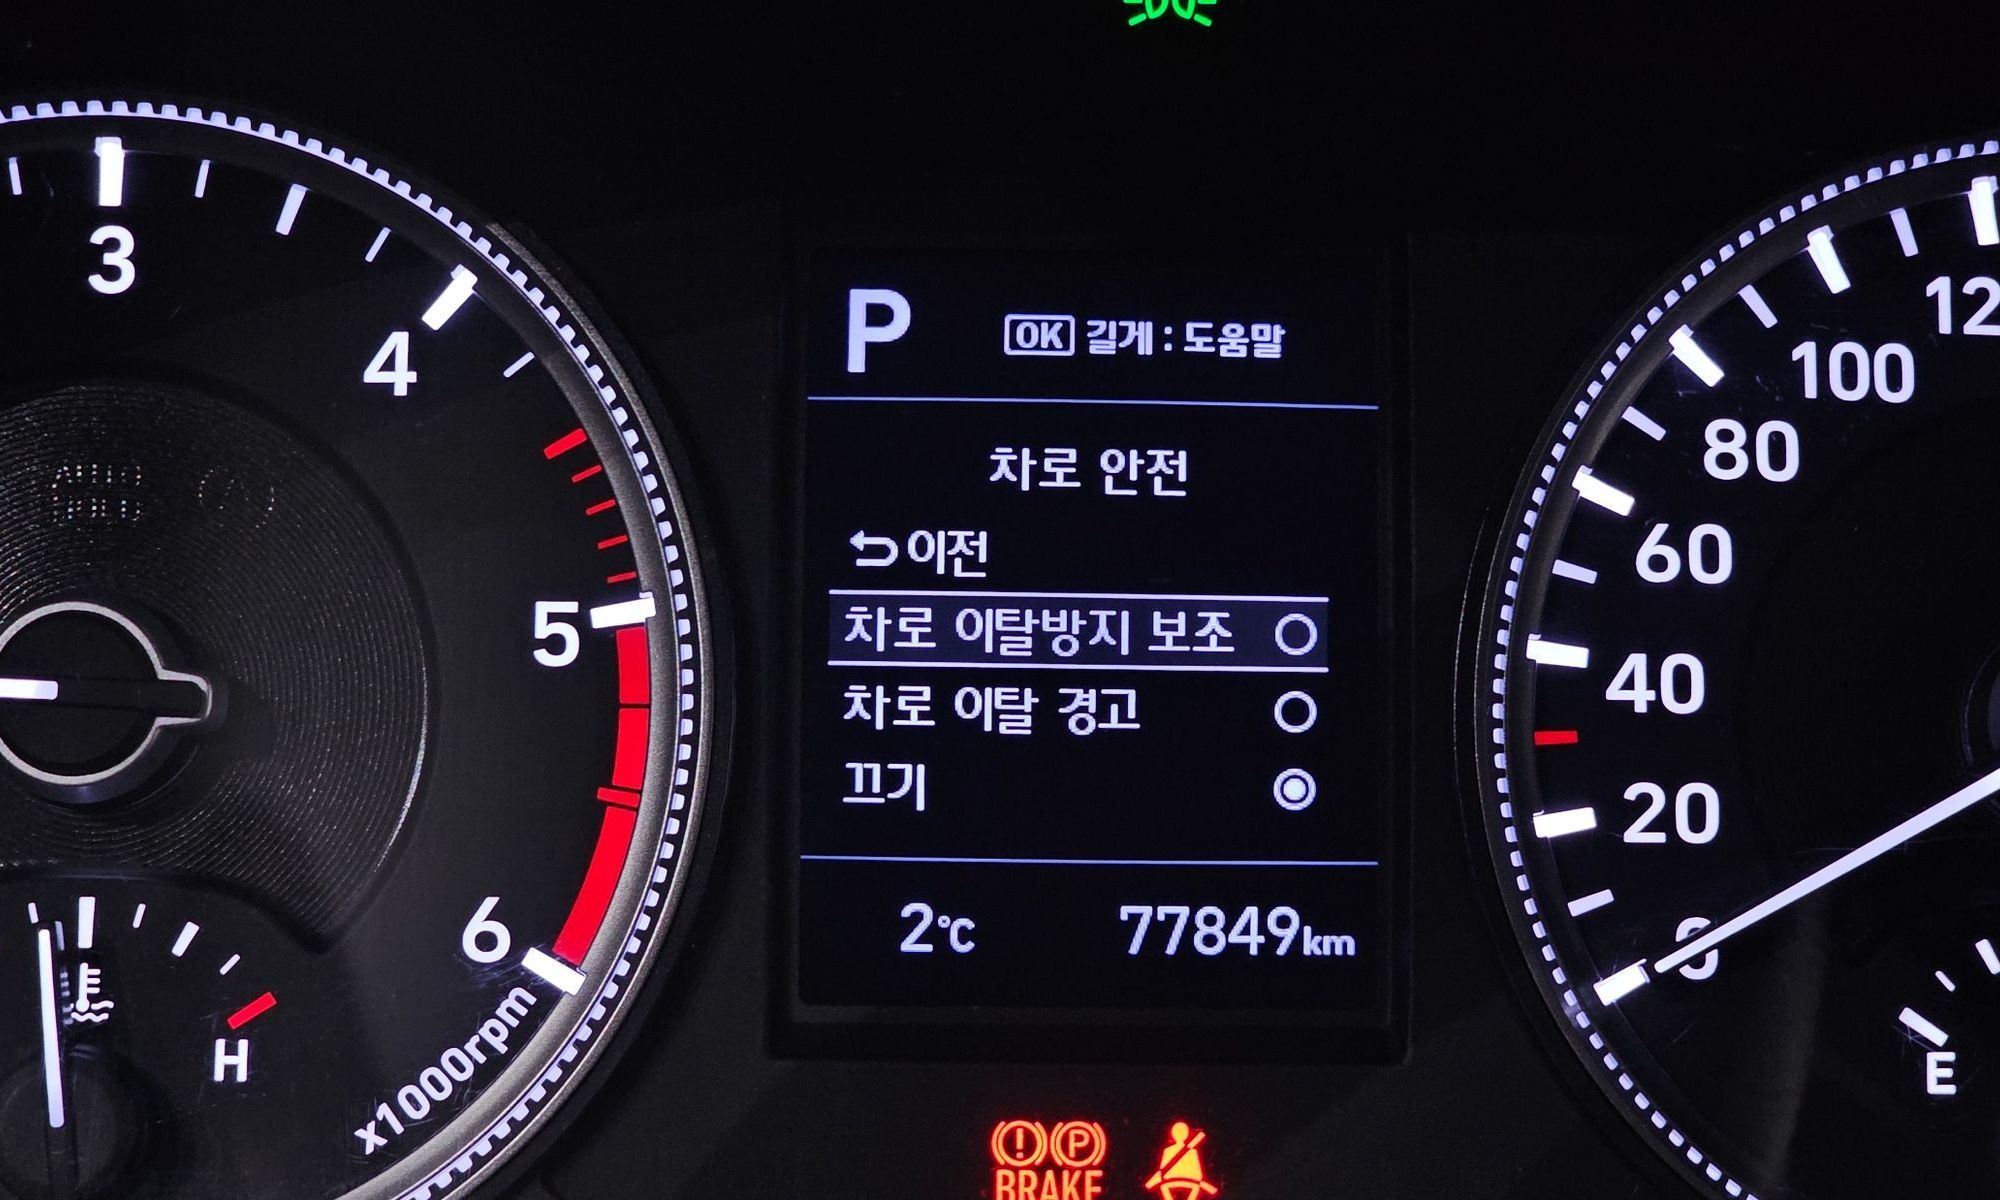 3
4
5
6
x1000rpm
H
P
OK 길게 : 도움말
차로 안전
이전
차로 이탈방지 보조
차로 이탈 경고
끄기
2°C 77849km
12
100
80
60
40
20
0
E
(!) (P)
BRAKE